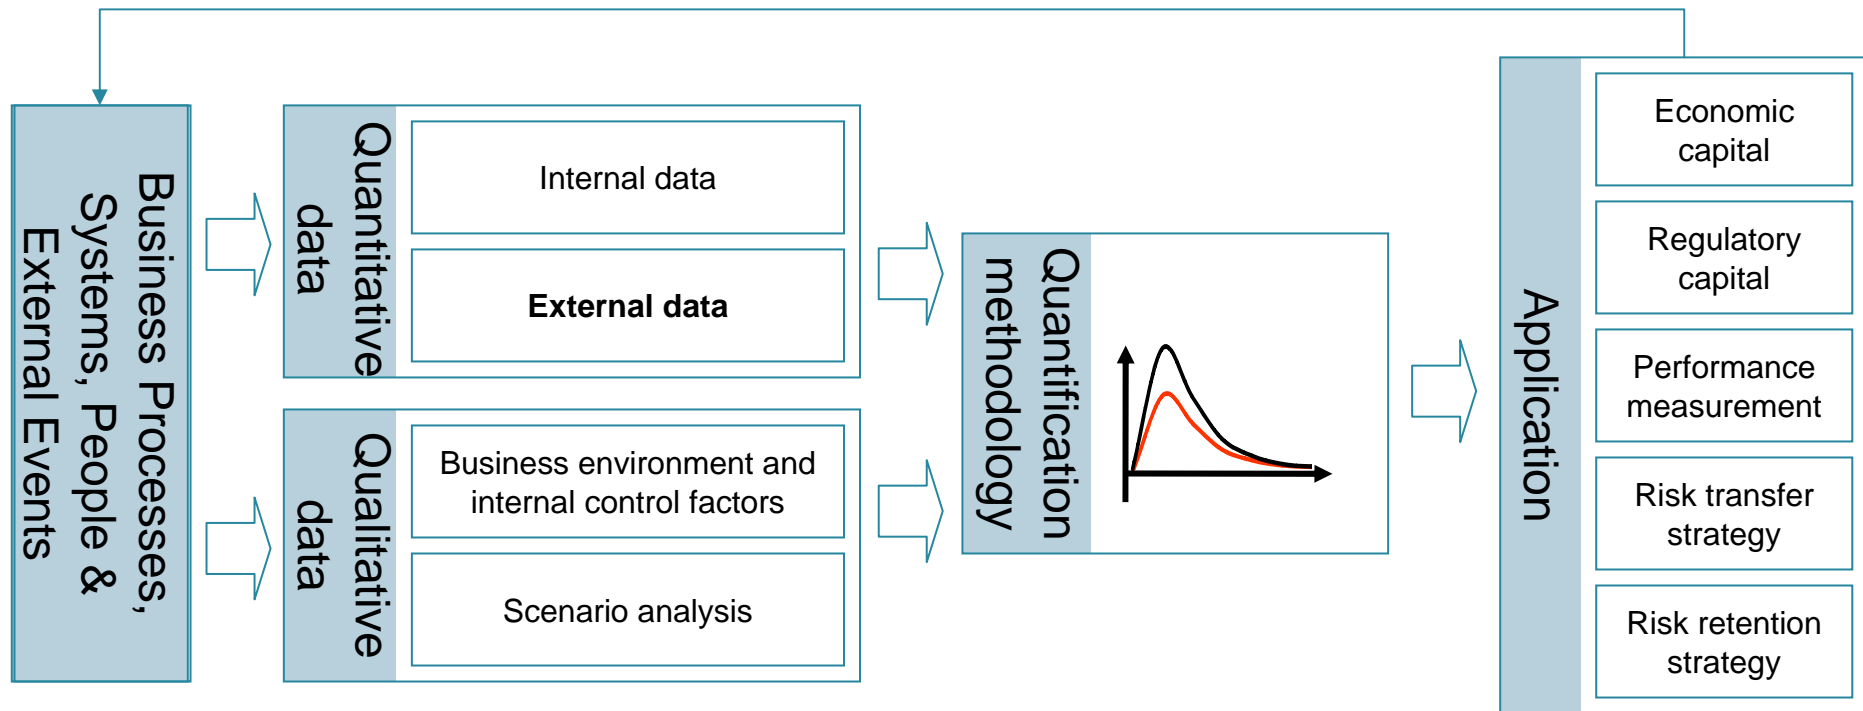 Business Processes,
Systems, People &
External Events
Quantitative
data
Internal data
External data
Qualitative
data
Business environment and
internal control factors
Scenario analysis
Quantification
methodology
Application
Economic
capital
Regulatory
capital
Performance
measurement
Risk transfer
strategy
Risk retention
strategy